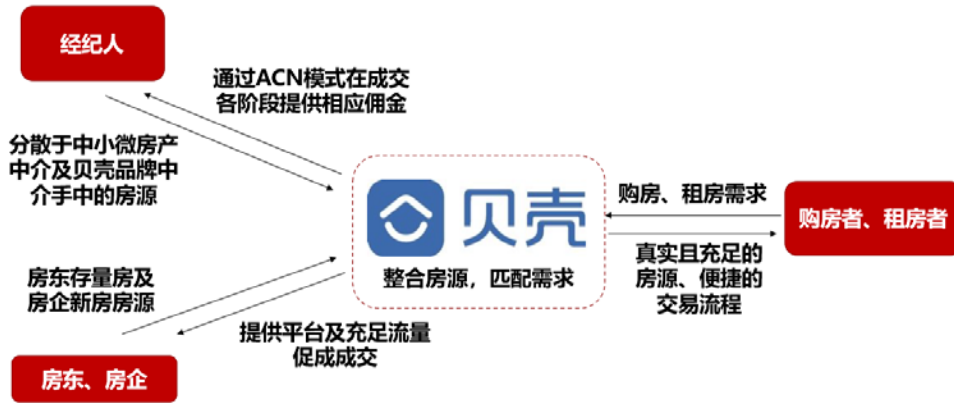 经纪人
通过ACN模式在成交
各阶段提供相应佣金
分散于中小微房产
中介及贝壳品牌中
介手中的房源
贝壳
整合房源，匹配需求
购房、租房需求
购房者、租房者
真实且充足的
房源、便捷的
交易流程
房东存量房及
房企新房房源
提供平台及充足流量
促成成交
房东、房企